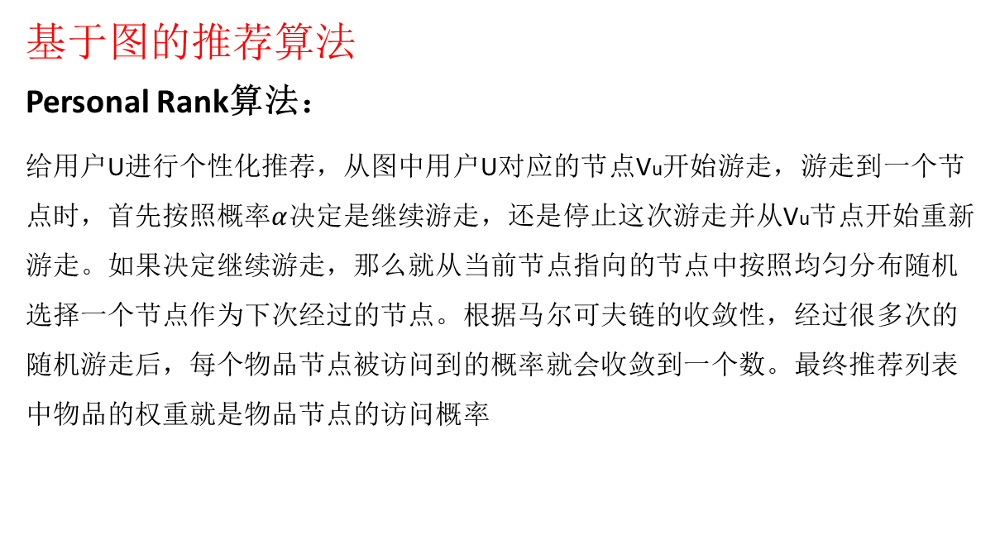 基于图的推荐算法
Personal Rank算法：
给用户U进行个性化推荐，从图中用户U对应的节点Vu开始游走，游走到一个节
点时，首先按照概率α决定是继续游走，还是停止这次游走并从Vu节点开始重新
游走。如果决定继续游走，那么就从当前节点指向的节点中按照均匀分布随机
选择一个节点作为下次经过的节点。根据马尔可夫链的收敛性，经过很多次的
随机游走后，每个物品节点被访问到的概率就会收敛到一个数。最终推荐列表
中物品的权重就是物品节点的访问概率